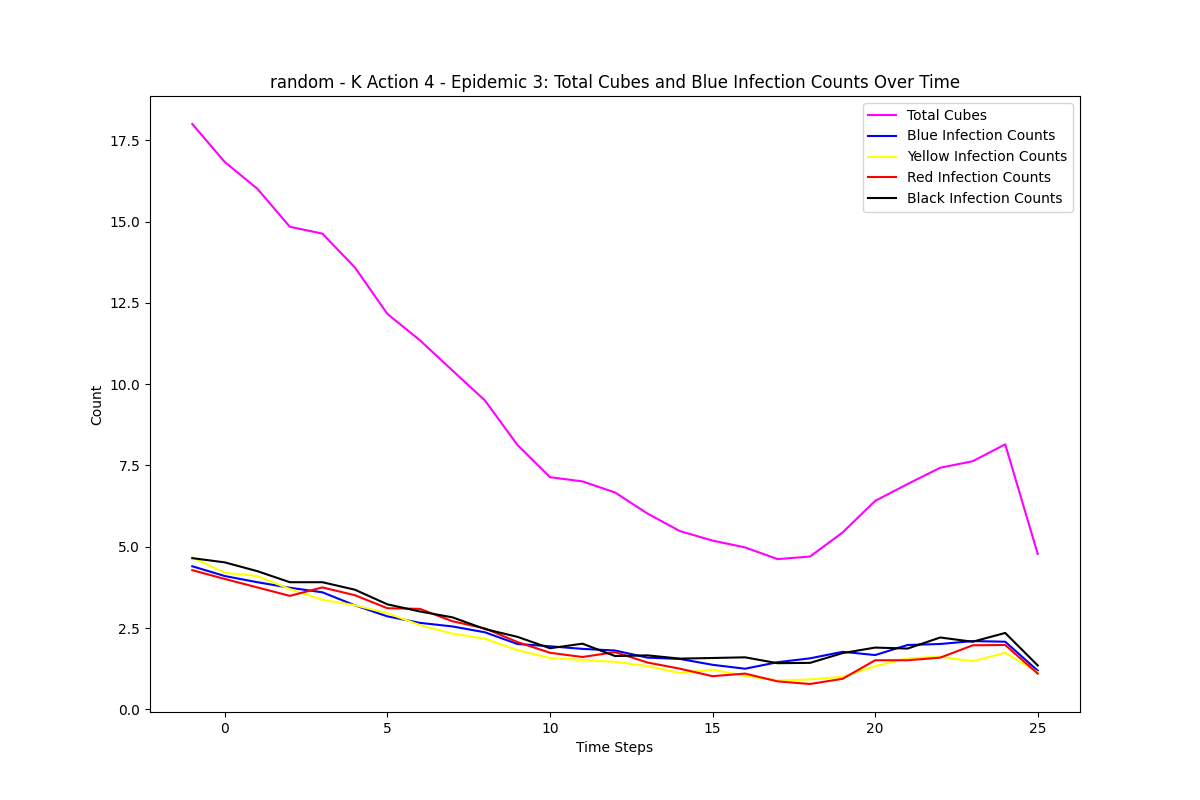 random - K Action 4 - Epidemic 3: Total Cubes and Blue Infection Counts Over Time
Total Cubes
Blue Infection Counts
Yellow Infection Counts
Red Infection Counts
Black Infection Counts
17.5
15.0
12.5
10.0
7.5
5.0
2.5
0.0
Count
0 5 10 15 20 25
Time Steps